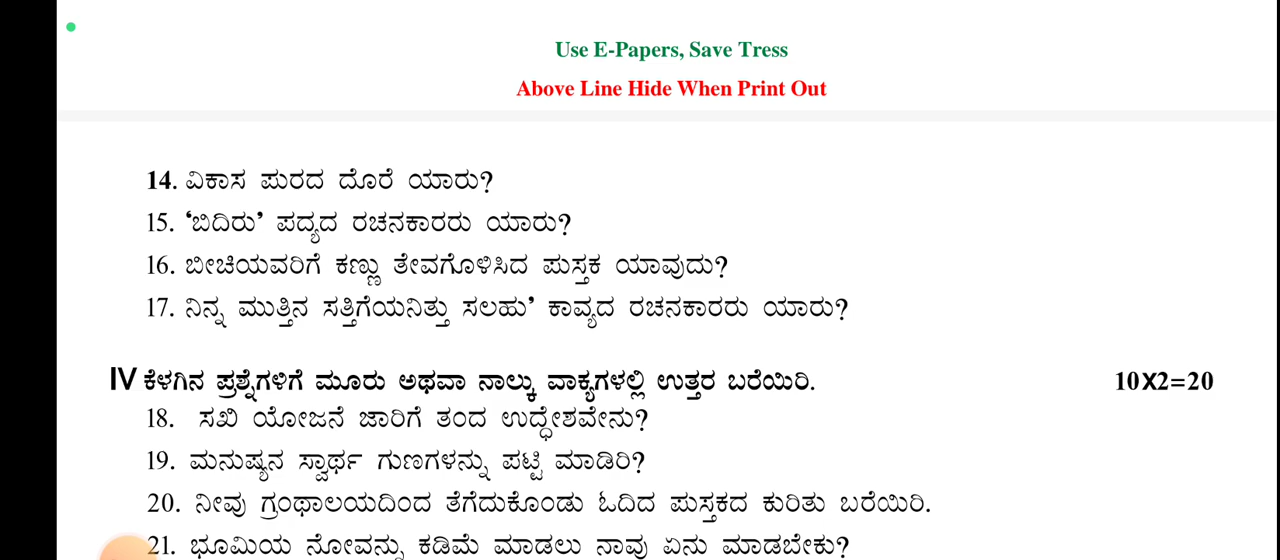 Use E-Papers, Save Tress
Above Line Hide When Print Out
14. ವಿಕಾಸ ಪುರದ ದೊರೆ ಯಾರು?
15. ‘ಬಿದಿರು’ ಪದ್ಯದ ರಚನಕಾರರು ಯಾರು?
16. ಬೀಚಿಯವರಿಗೆ ಕಣ್ಣು ತೇವಗೊಳಿಸಿದ ಪುಸ್ತಕ ಯಾವುದು?
17. ನಿನ್ನ ಮುತ್ತಿನ ಸತ್ತಿಗೆಯನಿತ್ತು ಸಲಹು’ ಕಾವ್ಯದ ರಚನಕಾರರು ಯಾರು?
IV ಕೆಳಗಿನ ಪ್ರಶ್ನೆಗಳಿಗೆ ಮೂರು ಅಥವಾ ನಾಲ್ಕು ವಾಕ್ಯಗಳಲ್ಲಿ ಉತ್ತರ ಬರೆಯಿರಿ. 10X2=20
18. ಸಖಿ ಯೋಜನೆ ಜಾರಿಗೆ ತಂದ ಉದ್ಧೇಶವೇನು?
19. ಮನುಷ್ಯನ ಸ್ವಾರ್ಥ ಗುಣಗಳನ್ನು ಪಟ್ಟಿ ಮಾಡಿರಿ?
20. ನೀವು ಗ್ರಂಥಾಲಯದಿಂದ ತೆಗೆದುಕೊಂಡು ಓದಿದ ಪುಸ್ತಕದ ಕುರಿತು ಬರೆಯಿರಿ.
21. ಭೂಮಿಯ ನೋವನ್ನು ಕಡಿಮೆ ಮಾಡಲು ನಾವು ಏನು ಮಾಡಬೇಕು?